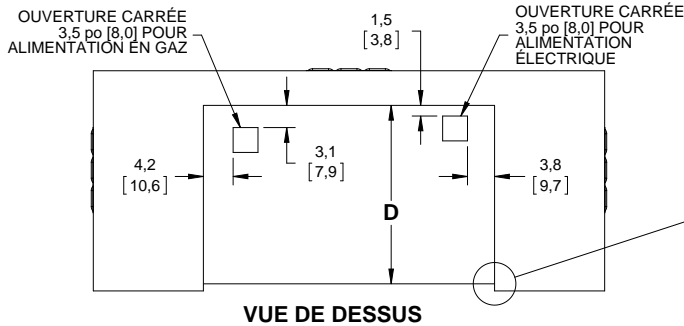 OUVERTURE CARRÉE
3,5 po [8,0] POUR
ALIMENTATION EN GAZ
1,5
[3,8]
OUVERTURE CARRÉE
3,5 po [8,0] POUR
ALIMENTATION
ÉLECTRIQUE
4,2
[10,6]
3,1
[7,9]
3,8
[9,7]
D
VUE DE DESSUS